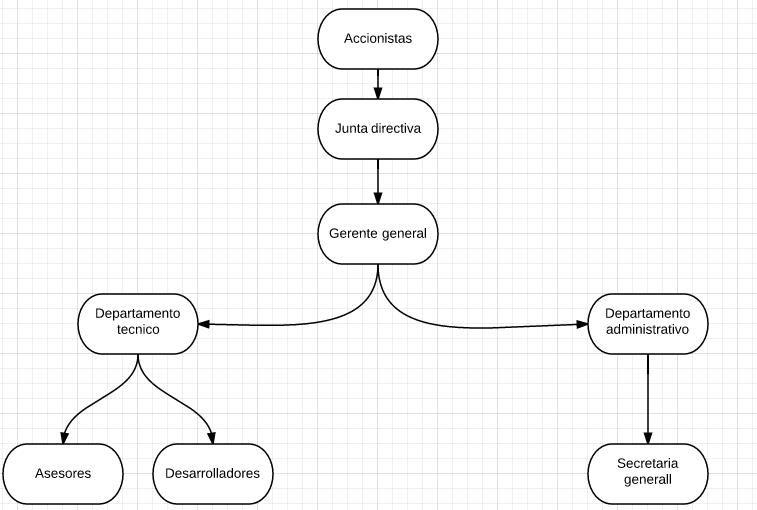 Accionistas
Junta directiva
Gerente general
Departamento
tecnico
Departamento
administrativo
Asesores
Desarrolladores
Secretaria
generall